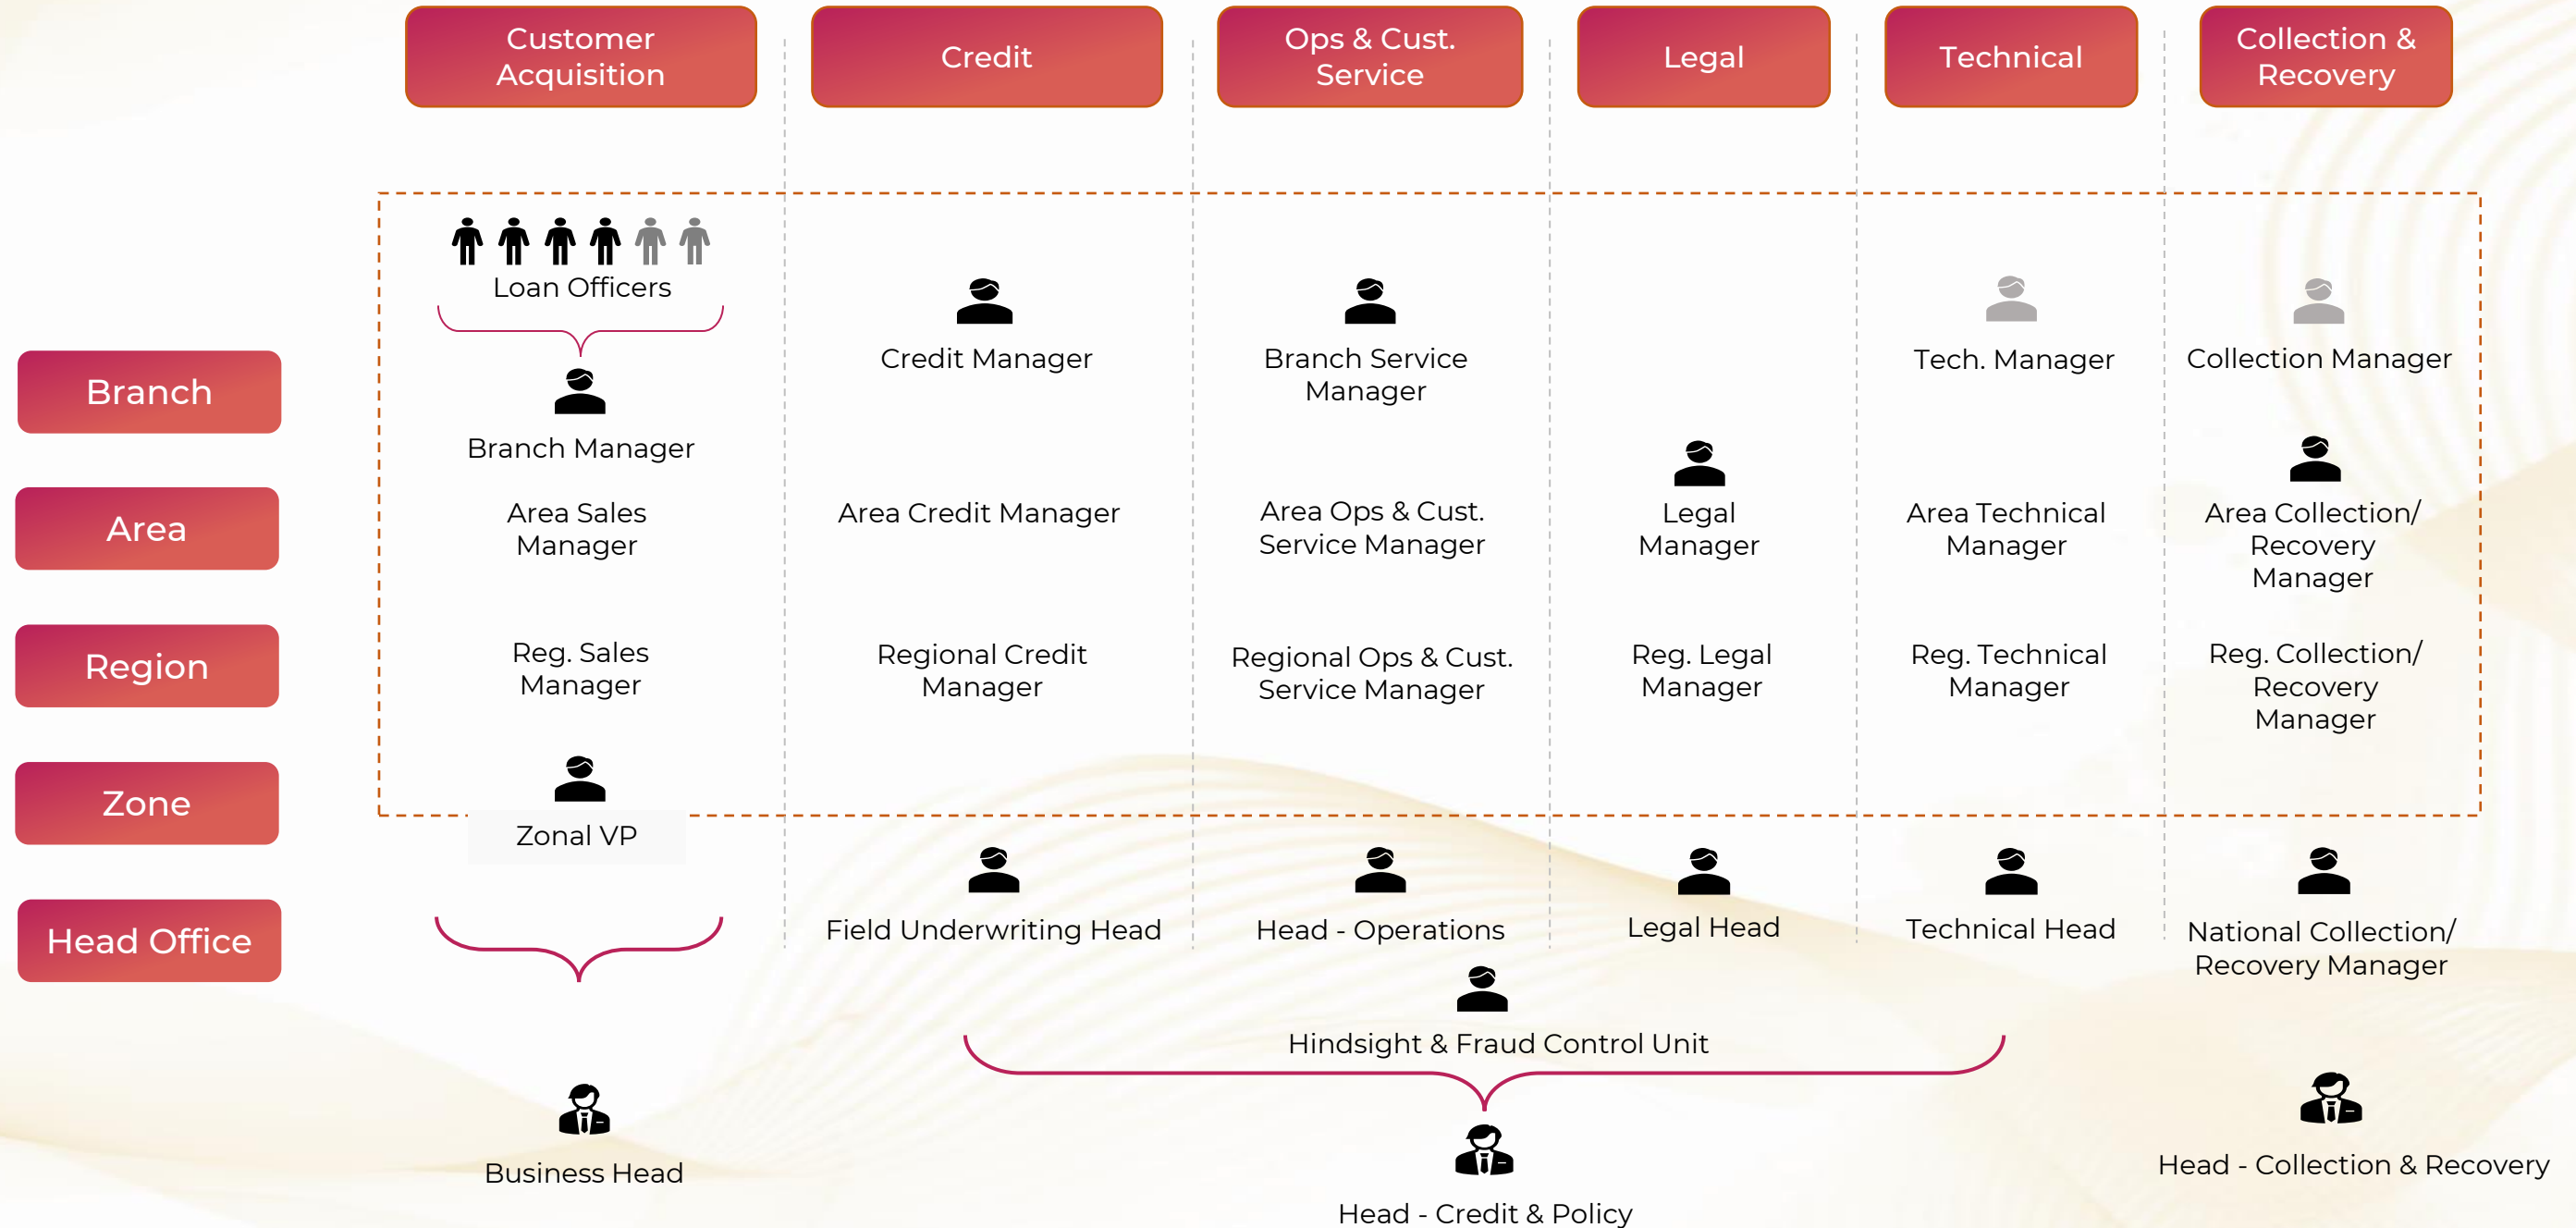 Customer
Acquisition
Credit
Ops & Cust.
Service
Legal
Technical
Collection &
Recovery
Branch
Loan Officers
Branch Manager
Credit Manager
Branch Service
Manager
Tech. Manager
Collection Manager
Area
Area Sales
Manager
Area Credit Manager
Area Ops & Cust.
Service Manager
Legal
Manager
Area Technical
Manager
Area Collection/
Recovery
Manager
Region
Reg. Sales
Manager
Regional Credit
Manager
Regional Ops & Cust.
Service Manager
Reg. Legal
Manager
Reg. Technical
Manager
Reg. Collection/
Recovery
Manager
Zone
Zonal VP
Head Office
Field Underwriting Head
Head - Operations
Legal Head
Technical Head
National Collection/
Recovery Manager
Hindsight & Fraud Control Unit
Business Head
Head - Credit & Policy
Head - Collection & Recovery